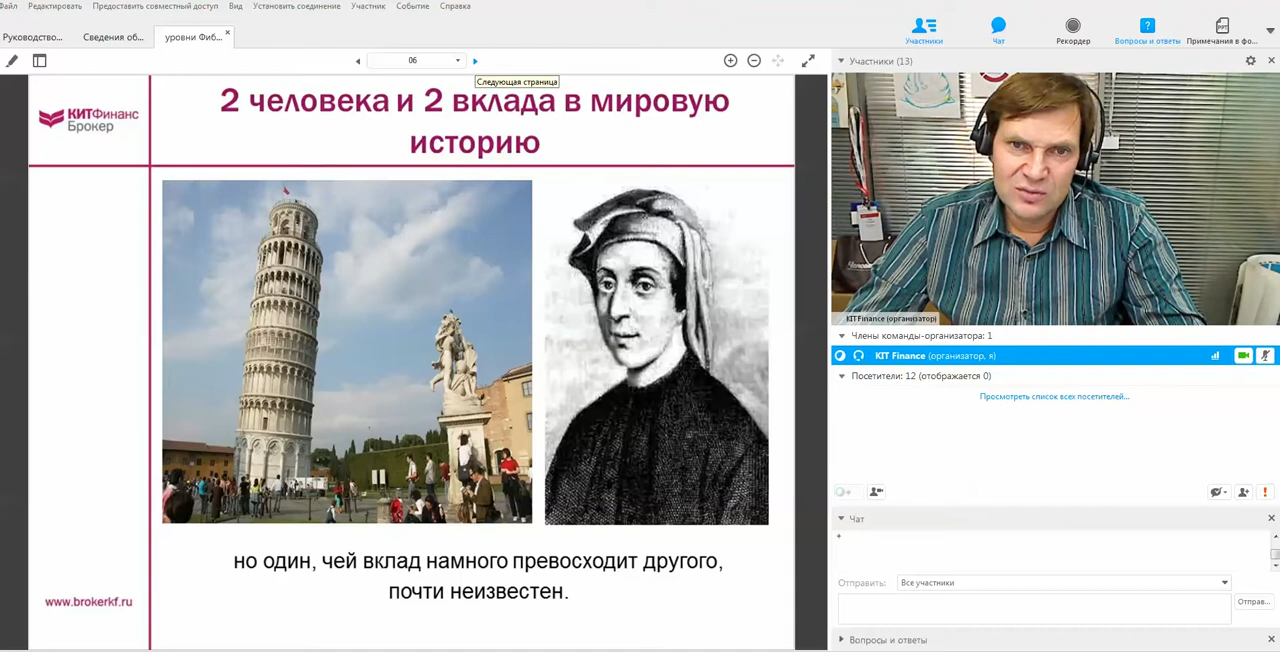 Файл Редактировать Предоставить совместный доступ Вид Установить соединение Участник Событие Справка
Руководство... Сведения об... уровни Фиб...
Участники Чат Рекордер Вопросы и ответы Примечания в фо...
06
Следующая страница
Участники (13)
КИТФинанс
Брокер
2 человека и 2 вклада в мировую
историю
но один, чей вклад намного превосходит другого,
почти неизвестен.
www.brokerkf.ru
KIT Finance (организатор)
Члены команды-организатора: 1
KIT Finance (организатор, я)
Посетители: 12 (отображается 0)
Просмотреть список всех посетителей...
Чат
+
Отправить: Все участники
Отправ...
Вопросы и ответы